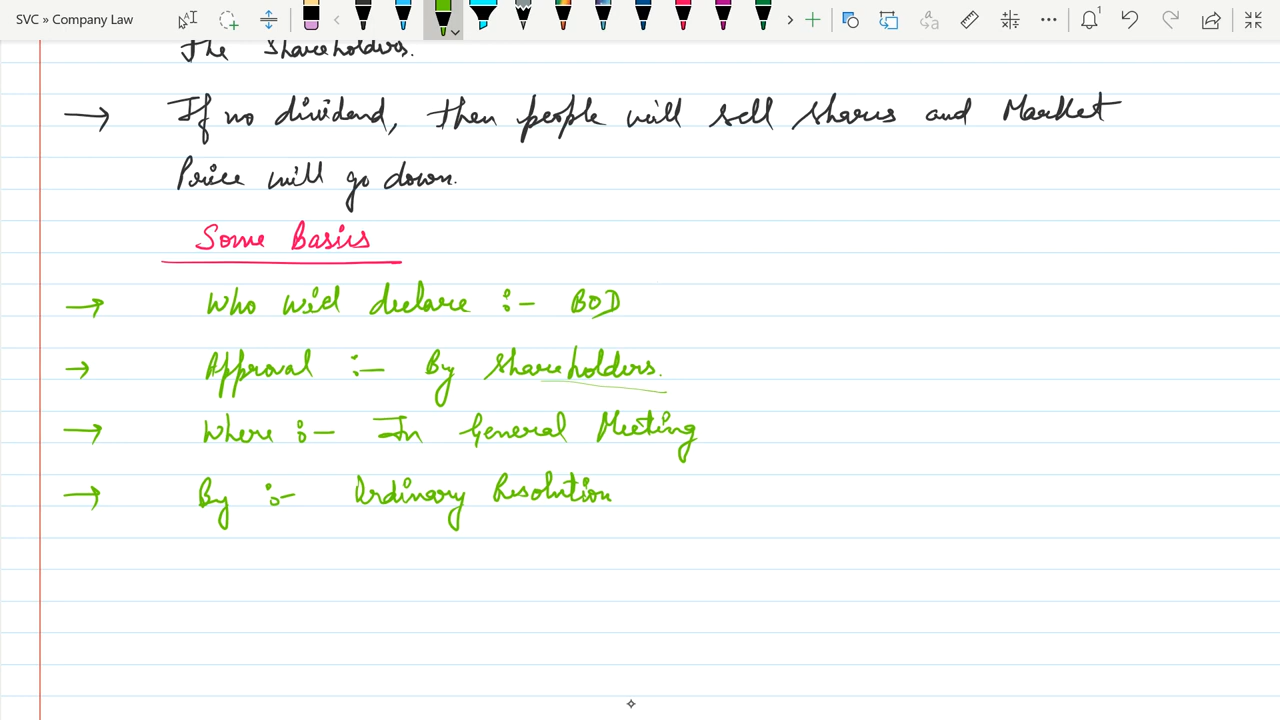 SVC » Company Law
the Shareholders.
→ If no dividend, then people will sell shares and Market
Price will go down.
Some Basics
→ Who will declare :- BOD
→ Approval :- By Shareholders.
→ Where :- In General Meeting
→ By :- Ordinary Resolution